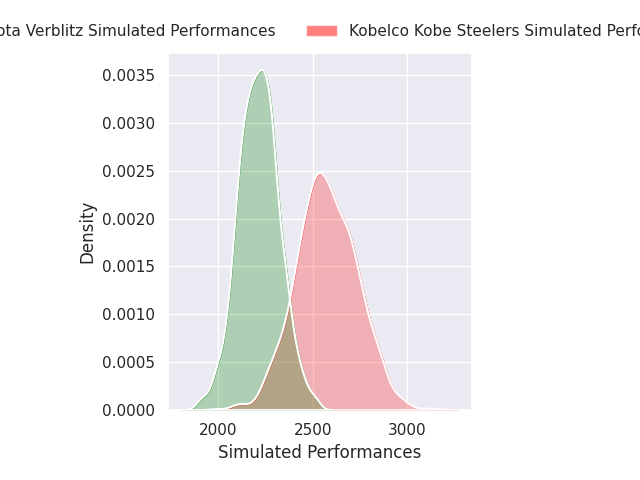 ota Verblitz Simulated Performances
Kobelco Kobe Steelers Simulated Perfo
0.0035
0.0030
0.0025
0.0020
0.0015
0.0010
0.0005
0.0000
Density
2000
2500
3000
Simulated Performances